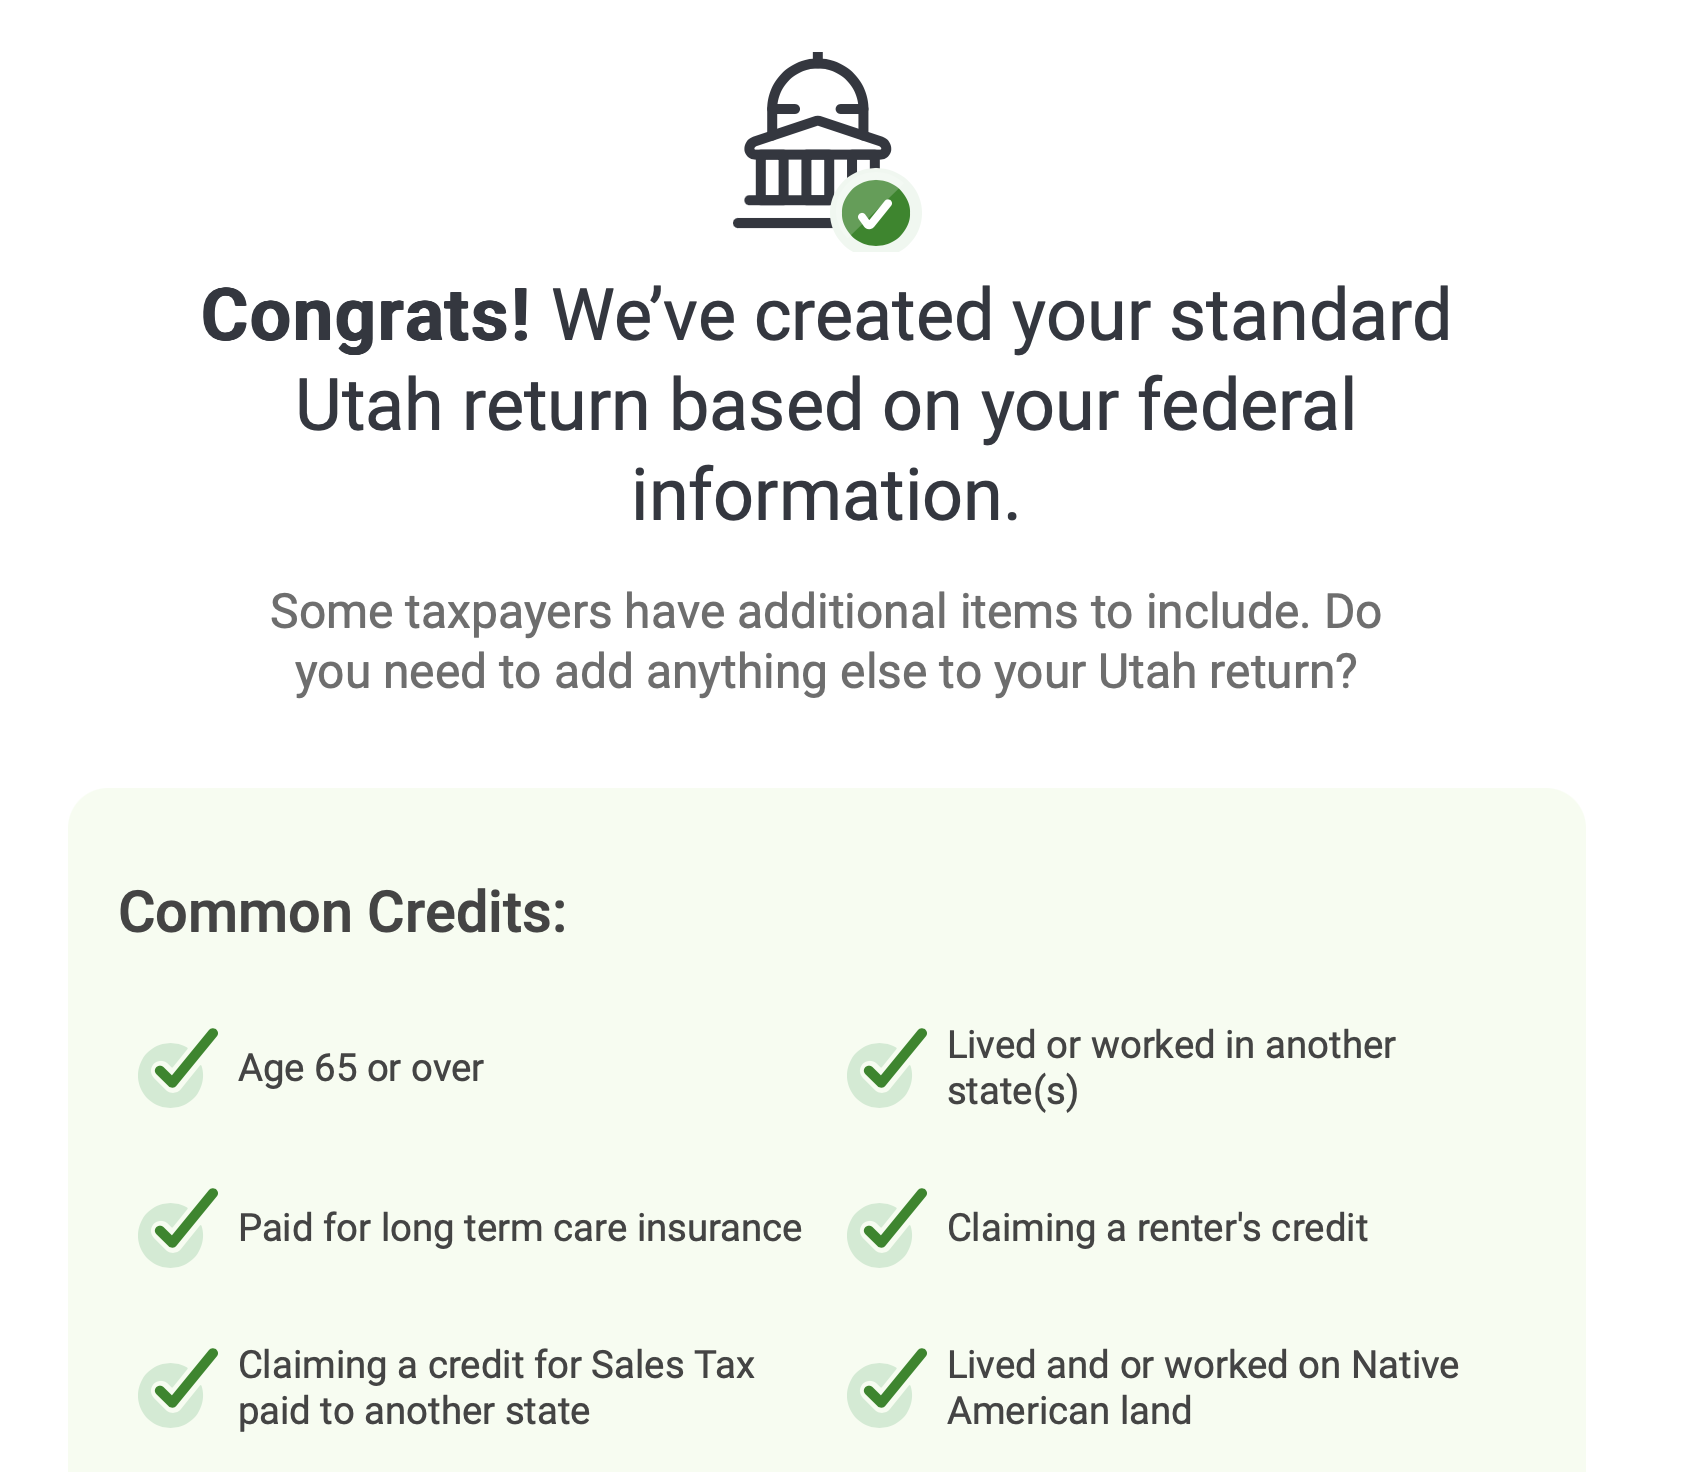 Congrats! We’ve created your standard
Utah return based on your federal
information.
Some taxpayers have additional items to include. Do
you need to add anything else to your Utah return?
Common Credits:
Age 65 or over
Lived or worked in another
state(s)
Paid for long term care insurance
Claiming a renter's credit
Claiming a credit for Sales Tax
paid to another state
Lived and or worked on Native
American land